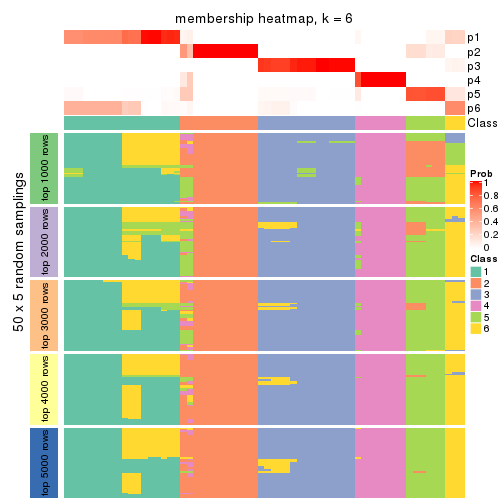 membership heatmap, k = 6
p1
p2
p3
p4
p5
p6
Class
50 x 5 random samplings
top 1000 rows
top 2000 rows
top 3000 rows
top 4000 rows
top 5000 rows
Prob
1
0.8
0.6
0.4
0.2
0
Class
1
2
3
4
5
6